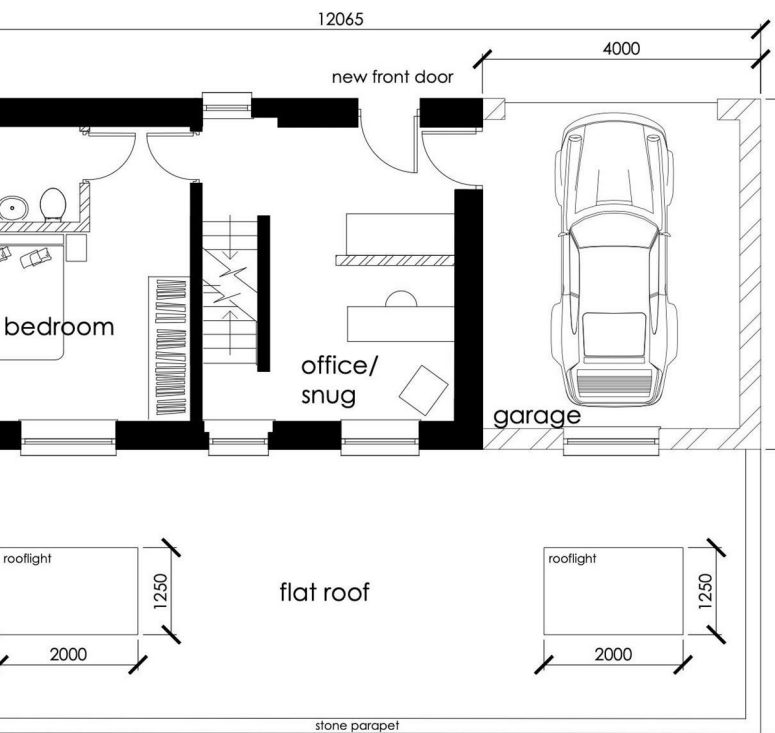 12065
4000
new front door
bedroom
office/
snug
garage
rooflight
1250
2000
flat roof
rooflight
1250
2000
stone parapet